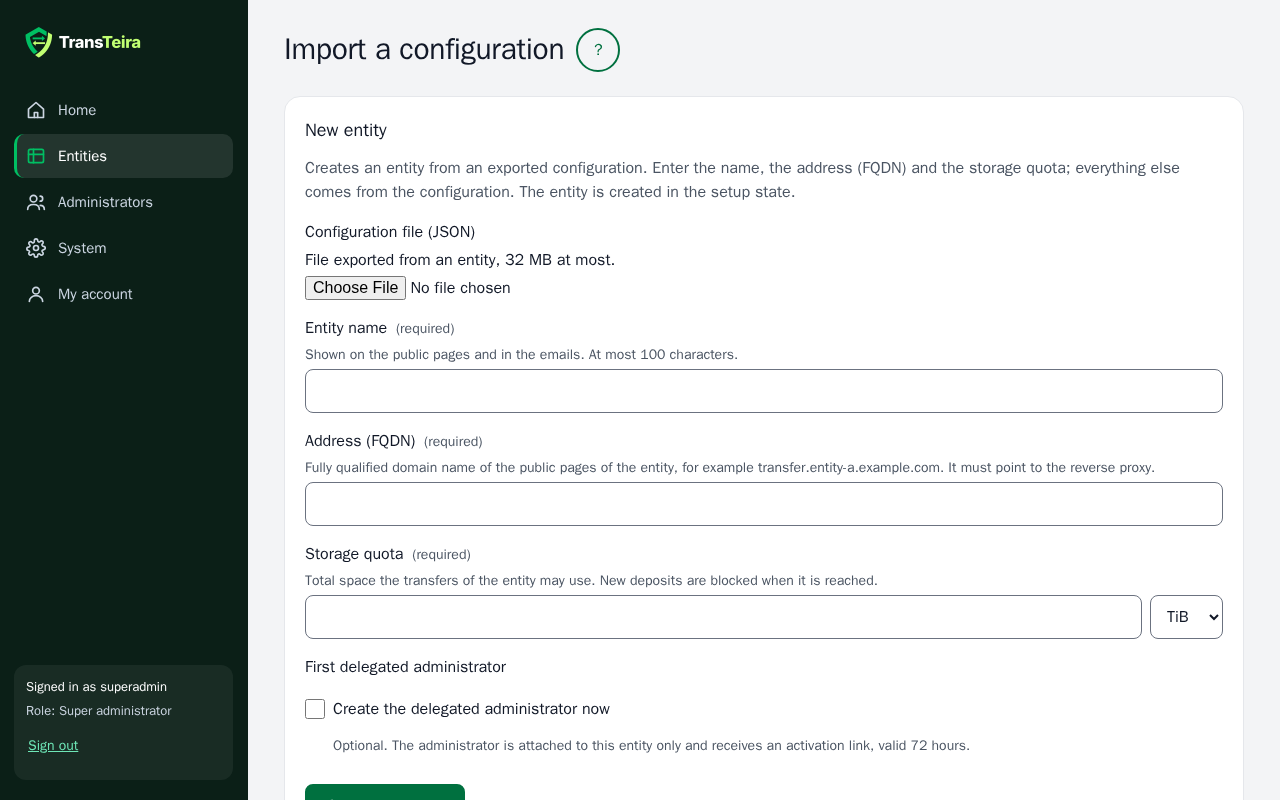 TransTeira
Home
Entities
Administrators
System
My account
Signed in as superadmin
Role: Super administrator
Sign out
Import a configuration ?
New entity
Creates an entity from an exported configuration. Enter the name, the address (FQDN) and the storage quota; everything else
comes from the configuration. The entity is created in the setup state.
Configuration file (JSON)
File exported from an entity, 32 MB at most.
Choose File No file chosen
Entity name (required)
Shown on the public pages and in the emails. At most 100 characters.
Address (FQDN) (required)
Fully qualified domain name of the public pages of the entity, for example transfer.entity-a.example.com. It must point to the reverse proxy.
Storage quota (required)
Total space the transfers of the entity may use. New deposits are blocked when it is reached.
TiB
First delegated administrator
Create the delegated administrator now
Optional. The administrator is attached to this entity only and receives an activation link, valid 72 hours.